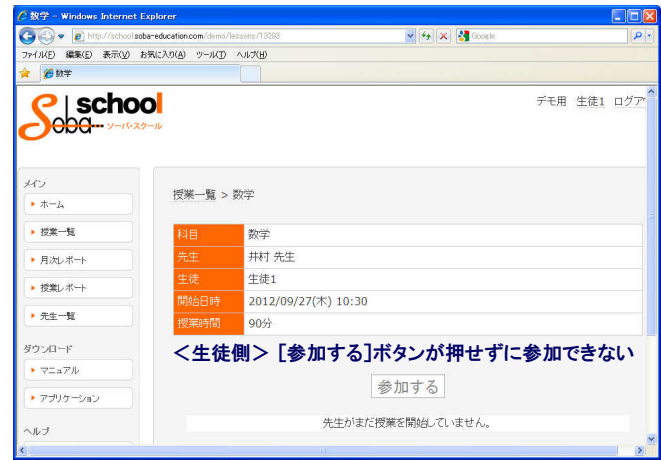 数学 - Windows Internet Explorer
http://school.soba-education.com/demo/lessons/13293
Google
ファイル(F) 編集(E) 表示(V) お気に入り(A) ツール(T) ヘルプ(H)
数学
school
Soba
ソーバ・スクール
デモ用 生徒1 ログア
メイン
ホーム
授業一覧
月次レポート
授業レポート
先生一覧
ダウンロード
マニュアル
アプリケーション
ヘルプ
授業一覧 > 数学
科目 数学
先生 井村 先生
生徒 生徒1
開始日時 2012/09/27(木) 10:30
授業時間 90分
＜生徒側＞ [参加する]ボタンが押せずに参加できない
参加する
先生がまだ授業を開始していません。